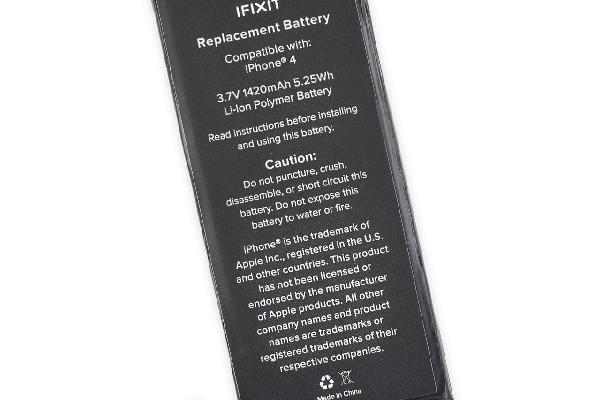 IFIXIT
Replacement Battery
Compatible with:
iPhone® 4
3.7V 1420mAh 5.25Wh
Li-Ion Polymer Battery
Read instructions before installing
and using this battery.
Caution:
Do not puncture, crush,
disassemble, or short circuit this
battery. Do not expose this
battery to water or fire.
iPhone® is the trademark of
Apple Inc., registered in the U.S.
and other countries. This product
has not been licensed or
endorsed by the manufacturer
of Apple products. All other
company names and product
names are trademarks or
registered trademarks of their
respective companies.
Made in China